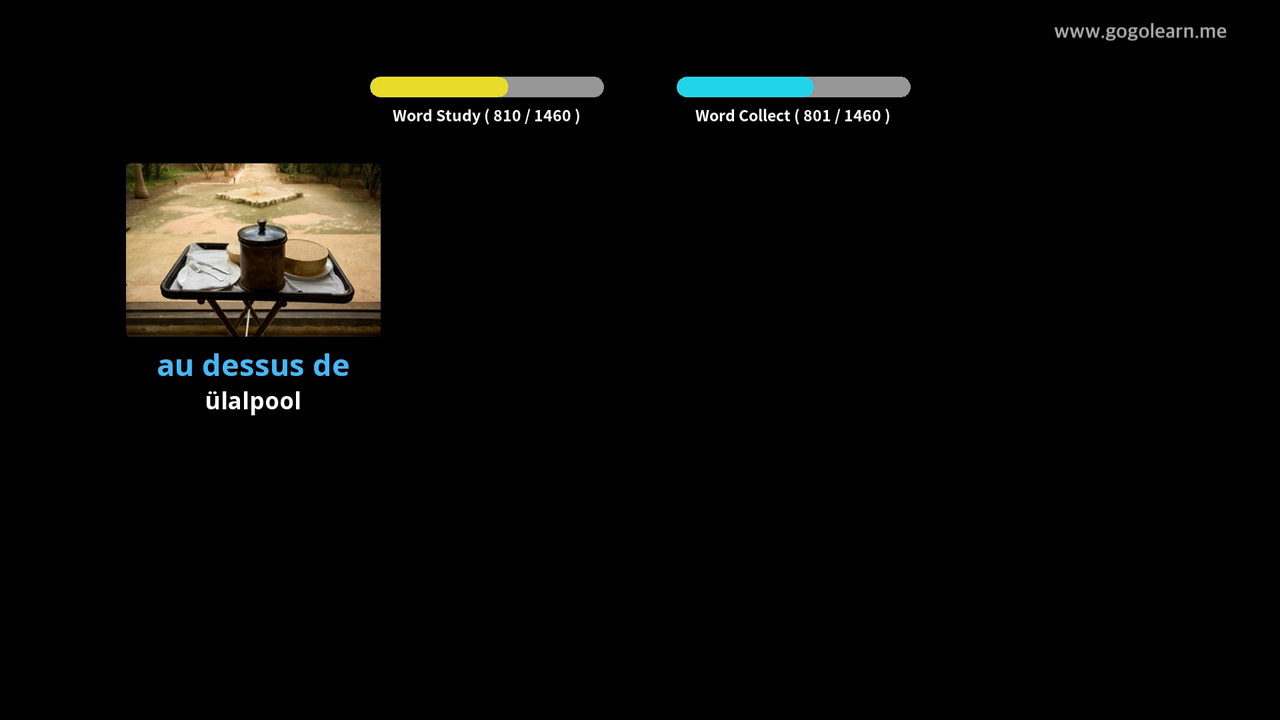 www.gogolearn.me
Word Study ( 810 / 1460 )
Word Collect ( 801 / 1460 )
au dessus de
ülalpool